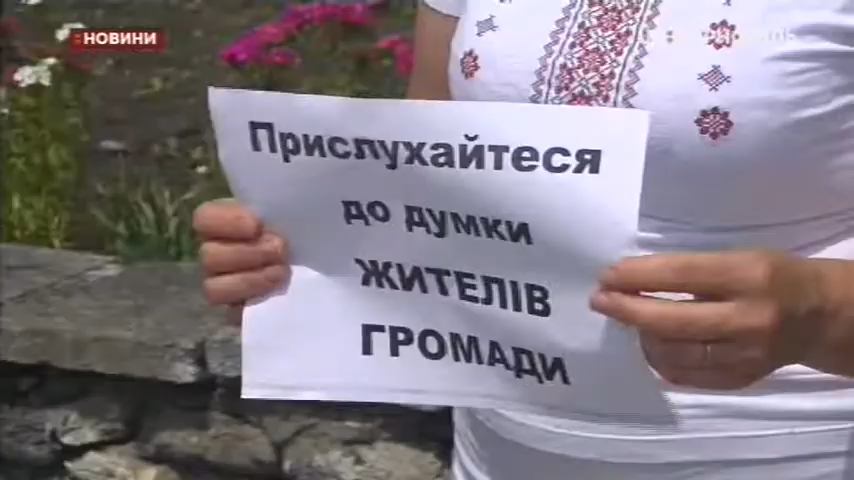 :НОВИНИ
Прислухайтеся
до думки
ЖИТЕЛІВ
ГРОМАДИ